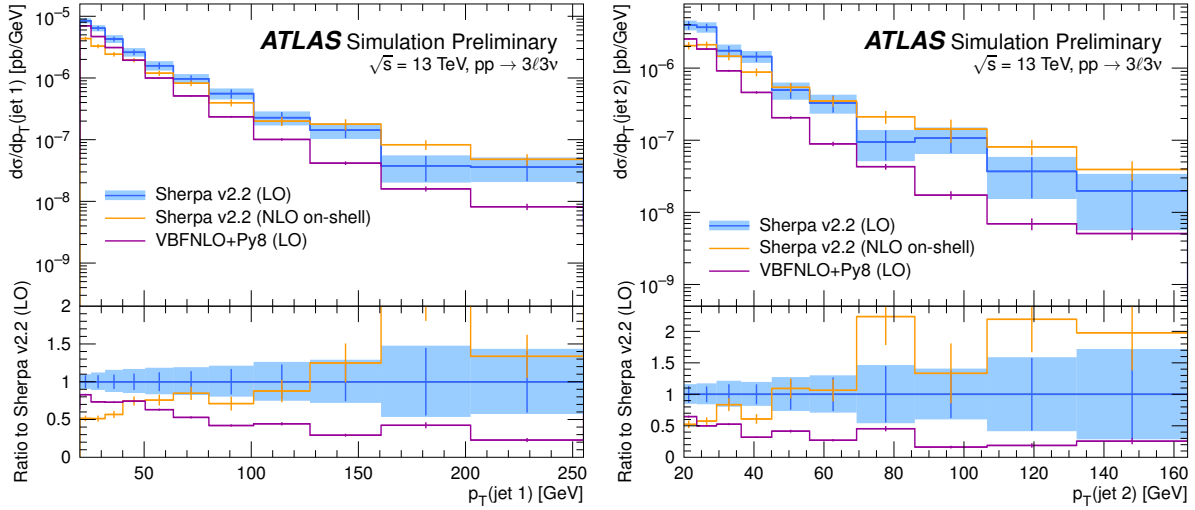 ATLAS Simulation Preliminary
√s = 13 TeV, pp → 3ℓ3ν
dσ/dp_T(jet 1) [pb/GeV]
10⁻⁵
10⁻⁶
10⁻⁷
10⁻⁸
10⁻⁹
Sherpa v2.2 (LO)
Sherpa v2.2 (NLO on-shell)
VBFNLO+Py8 (LO)
Ratio to Sherpa v2.2 (LO)
2
1.5
1
0.5
0
50 100 150 200 250
p_T(jet 1) [GeV]
ATLAS Simulation Preliminary
√s = 13 TeV, pp → 3ℓ3ν
dσ/dp_T(jet 2) [pb/GeV]
10⁻⁵
10⁻⁶
10⁻⁷
10⁻⁸
10⁻⁹
Sherpa v2.2 (LO)
Sherpa v2.2 (NLO on-shell)
VBFNLO+Py8 (LO)
Ratio to Sherpa v2.2 (LO)
2
1.5
1
0.5
0
20 40 60 80 100 120 140 160
p_T(jet 2) [GeV]